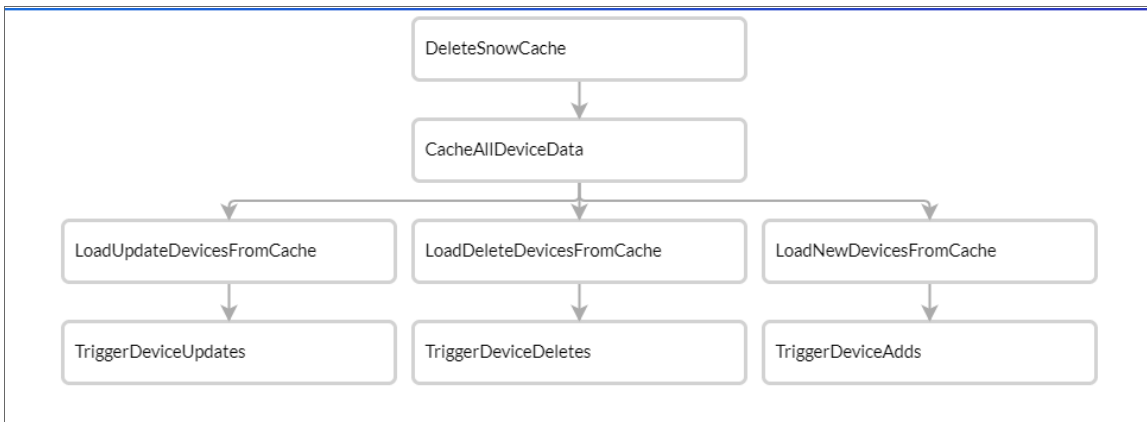 DeleteSnowCache
CacheAllDeviceData
LoadUpdateDevicesFromCache
LoadDeleteDevicesFromCache
LoadNewDevicesFromCache
TriggerDeviceUpdates
TriggerDeviceDeletes
TriggerDeviceAdds